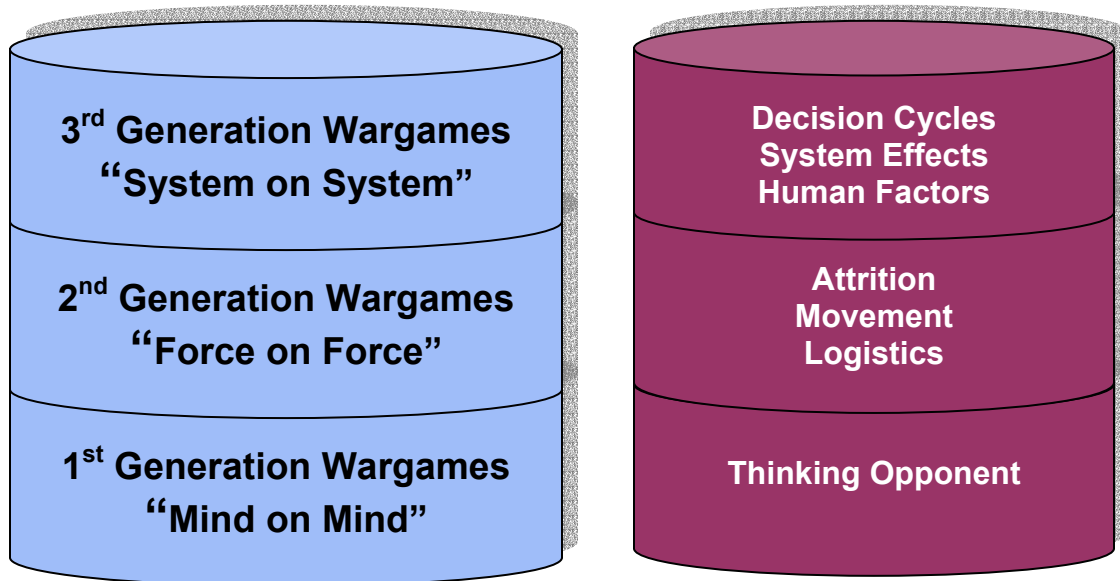 3rd Generation Wargames
“System on System”
2nd Generation Wargames
“Force on Force”
1st Generation Wargames
“Mind on Mind”
Decision Cycles
System Effects
Human Factors
Attrition
Movement
Logistics
Thinking Opponent